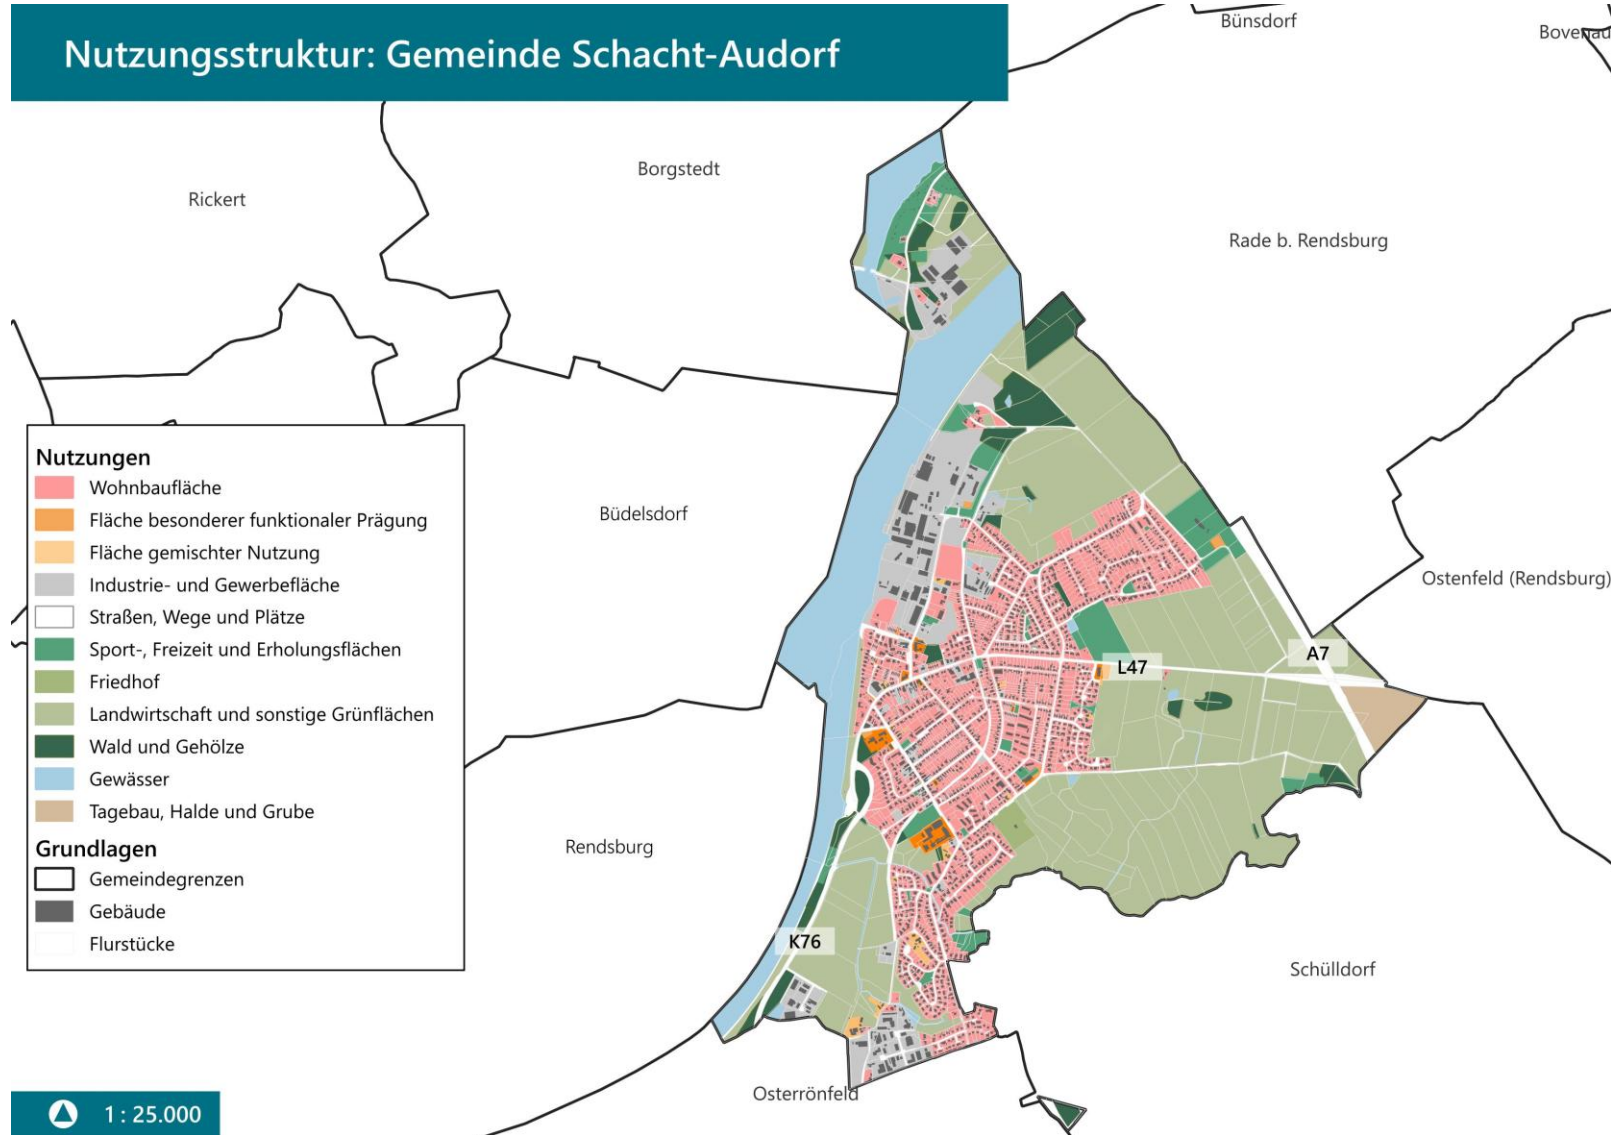 Nutzungsstruktur: Gemeinde Schacht-Audorf
Bünsdorf
Bovenau
Borgstedt
Rickert
Rade b. Rendsburg
Nutzungen
Wohnbaufläche
Fläche besonderer funktionaler Prägung
Fläche gemischter Nutzung
Industrie- und Gewerbefläche
Straßen, Wege und Plätze
Sport-, Freizeit und Erholungsflächen
Friedhof
Landwirtschaft und sonstige Grünflächen
Wald und Gehölze
Gewässer
Tagebau, Halde und Grube
Grundlagen
Gemeindegrenzen
Gebäude
Flurstücke
Büdelsdorf
Ostenfeld (Rendsburg)
A7
L47
Rendsburg
K76
Schülldorf
Osterrönfeld
1 : 25.000